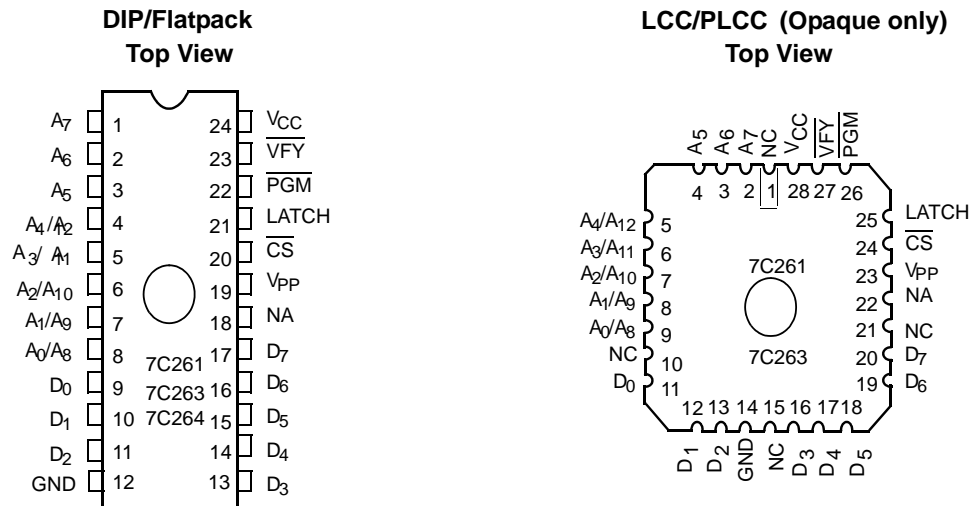 DIP/Flatpack
Top View
A7 1 24 VCC
A6 2 23 VFY
A5 3 22 PGM
A4/A12 4 21 LATCH
A3/ A1 5 20 CS
A2/A10 6 19 VPP
A1/A9 7 18 NA
A0/A8 8 7C261 17 D7
D0 9 7C263 16 D6
D1 10 7C264 15 D5
D2 11 14 D4
GND 12 13 D3
LCC/PLCC (Opaque only)
Top View
A5 A6 A7 NC VCC VFY PGM
4 3 2 1 28 27 26
A4/A12 5 25 LATCH
A3/A11 6 24 CS
A2/A10 7 7C261 23 VPP
A1/A9 8 22 NA
A0/A8 9 21 NC
NC 10 7C263 20 D7
D0 11 19 D6
12 13 14 15 16 17 18
D1 D2 GND NC D3 D4 D5